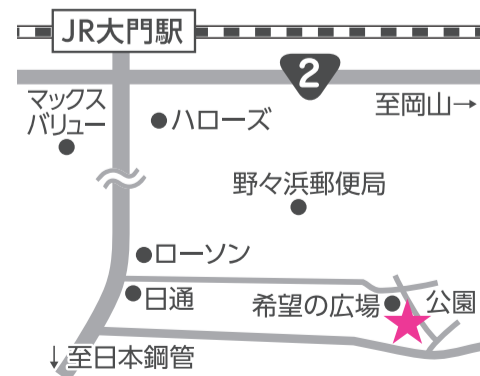 JR大門駅
2
マックス
バリュー
ハローズ
至岡山→
野々浜郵便局
ローソン
日通
希望の広場
公園
↓至日本鋼管